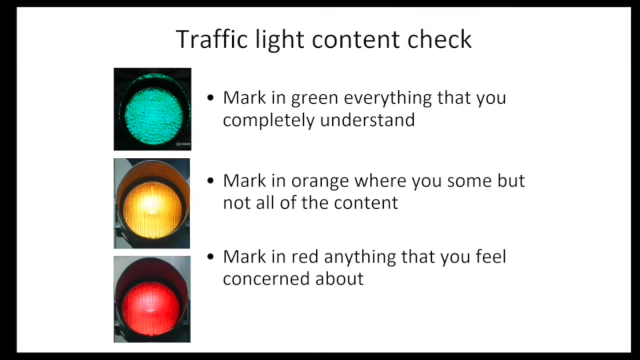 Traffic light content check
• Mark in green everything that you
completely understand
• Mark in orange where you some but
not all of the content
• Mark in red anything that you feel
concerned about